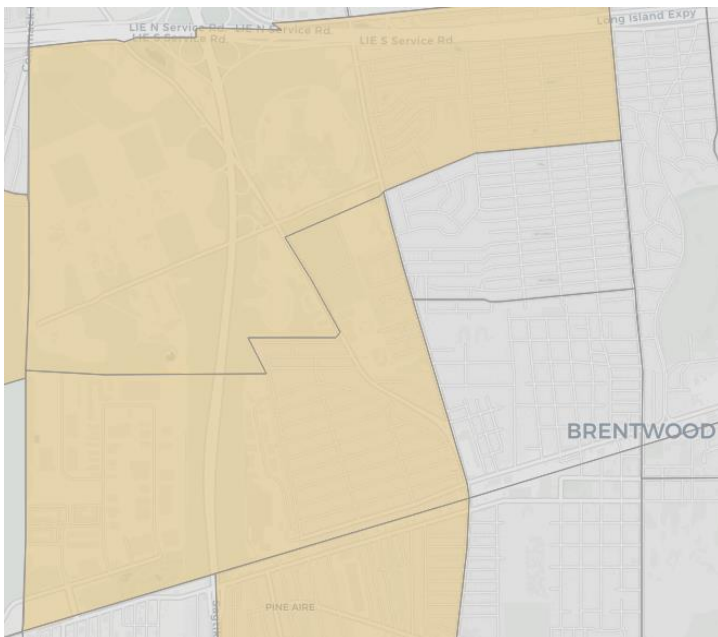 Long Island Expy
LIE N Service Rd.
LIE N Service Rd.
LIE S Service Rd.
LIE S Service Rd.
BRENTWOOD
PINE AIRE